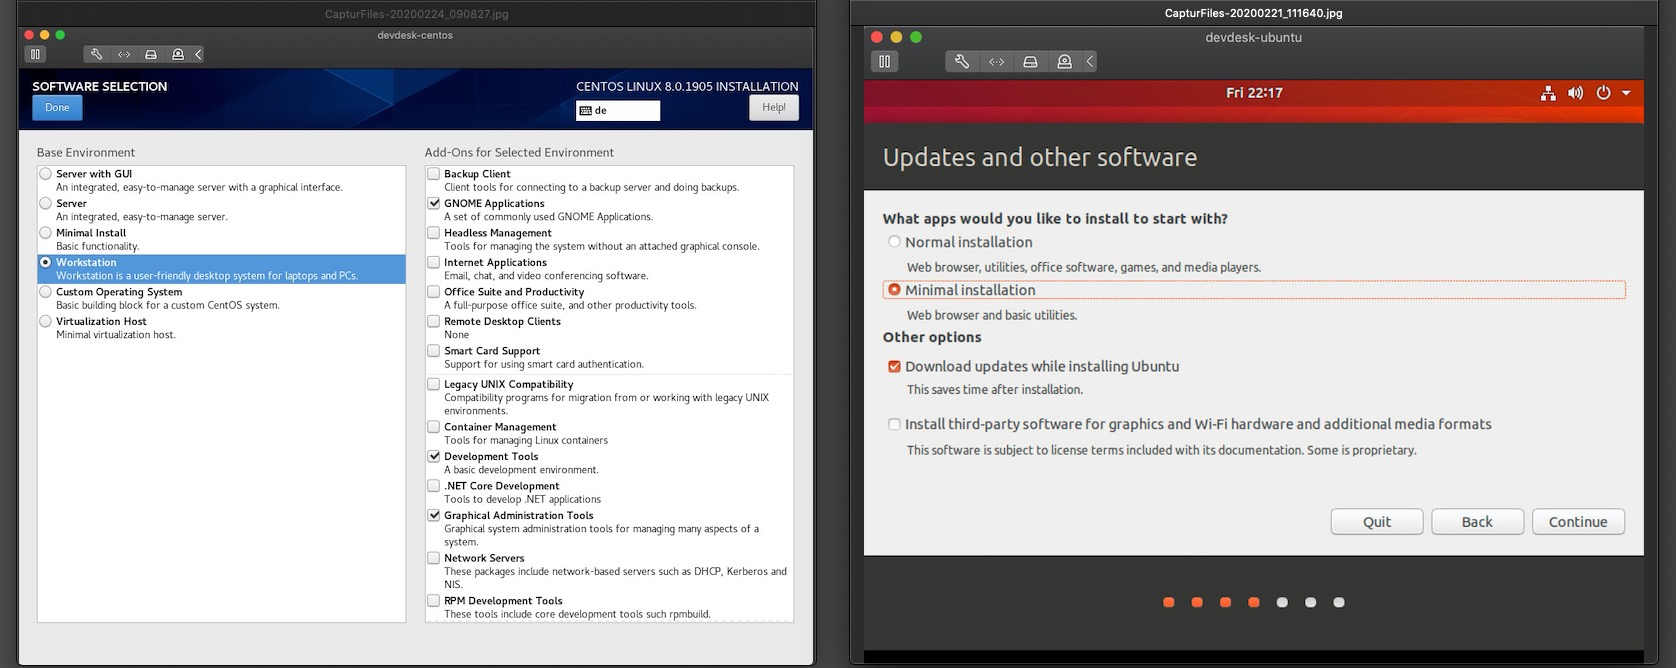 CapturFiles-20200224_090827.jpg
devdesk-centos
SOFTWARE SELECTION
Done
CENTOS LINUX 8.0.1905 INSTALLATION
de
Help!
Base Environment
Server with GUI
An integrated, easy-to-manage server with a graphical interface.
Server
An integrated, easy-to-manage server.
Minimal Install
Basic functionality.
Workstation
Workstation is a user-friendly desktop system for laptops and PCs.
Custom Operating System
Basic building block for a custom CentOS system.
Virtualization Host
Minimal virtualization host.
Add-Ons for Selected Environment
Backup Client
Client tools for connecting to a backup server and doing backups.
GNOME Applications
A set of commonly used GNOME Applications.
Headless Management
Tools for managing the system without an attached graphical console.
Internet Applications
Email, chat, and video conferencing software.
Office Suite and Productivity
A full-purpose office suite, and other productivity tools.
Remote Desktop Clients
None
Smart Card Support
Support for using smart card authentication.
Legacy UNIX Compatibility
Compatibility programs for migration from or working with legacy UNIX
environments.
Container Management
Tools for managing Linux containers
Development Tools
A basic development environment.
.NET Core Development
Tools to develop .NET applications
Graphical Administration Tools
Graphical system administration tools for managing many aspects of a
system.
Network Servers
These packages include network-based servers such as DHCP, Kerberos and
NIS.
RPM Development Tools
These tools include core development tools such rpmbuild.
CapturFiles-20200221_111640.jpg
devdesk-ubuntu
Fri 22:17
Updates and other software
What apps would you like to install to start with?
Normal installation
Web browser, utilities, office software, games, and media players.
Minimal installation
Web browser and basic utilities.
Other options
Download updates while installing Ubuntu
This saves time after installation.
Install third-party software for graphics and Wi-Fi hardware and additional media formats
This software is subject to license terms included with its documentation. Some is proprietary.
Quit
Back
Continue